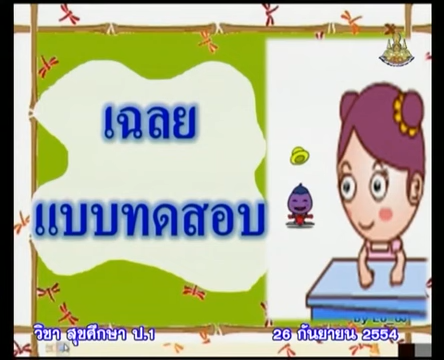 เฉลย
แบบทดสอบ
วิชา สุขศึกษา ป.1
26 กันยายน 2554